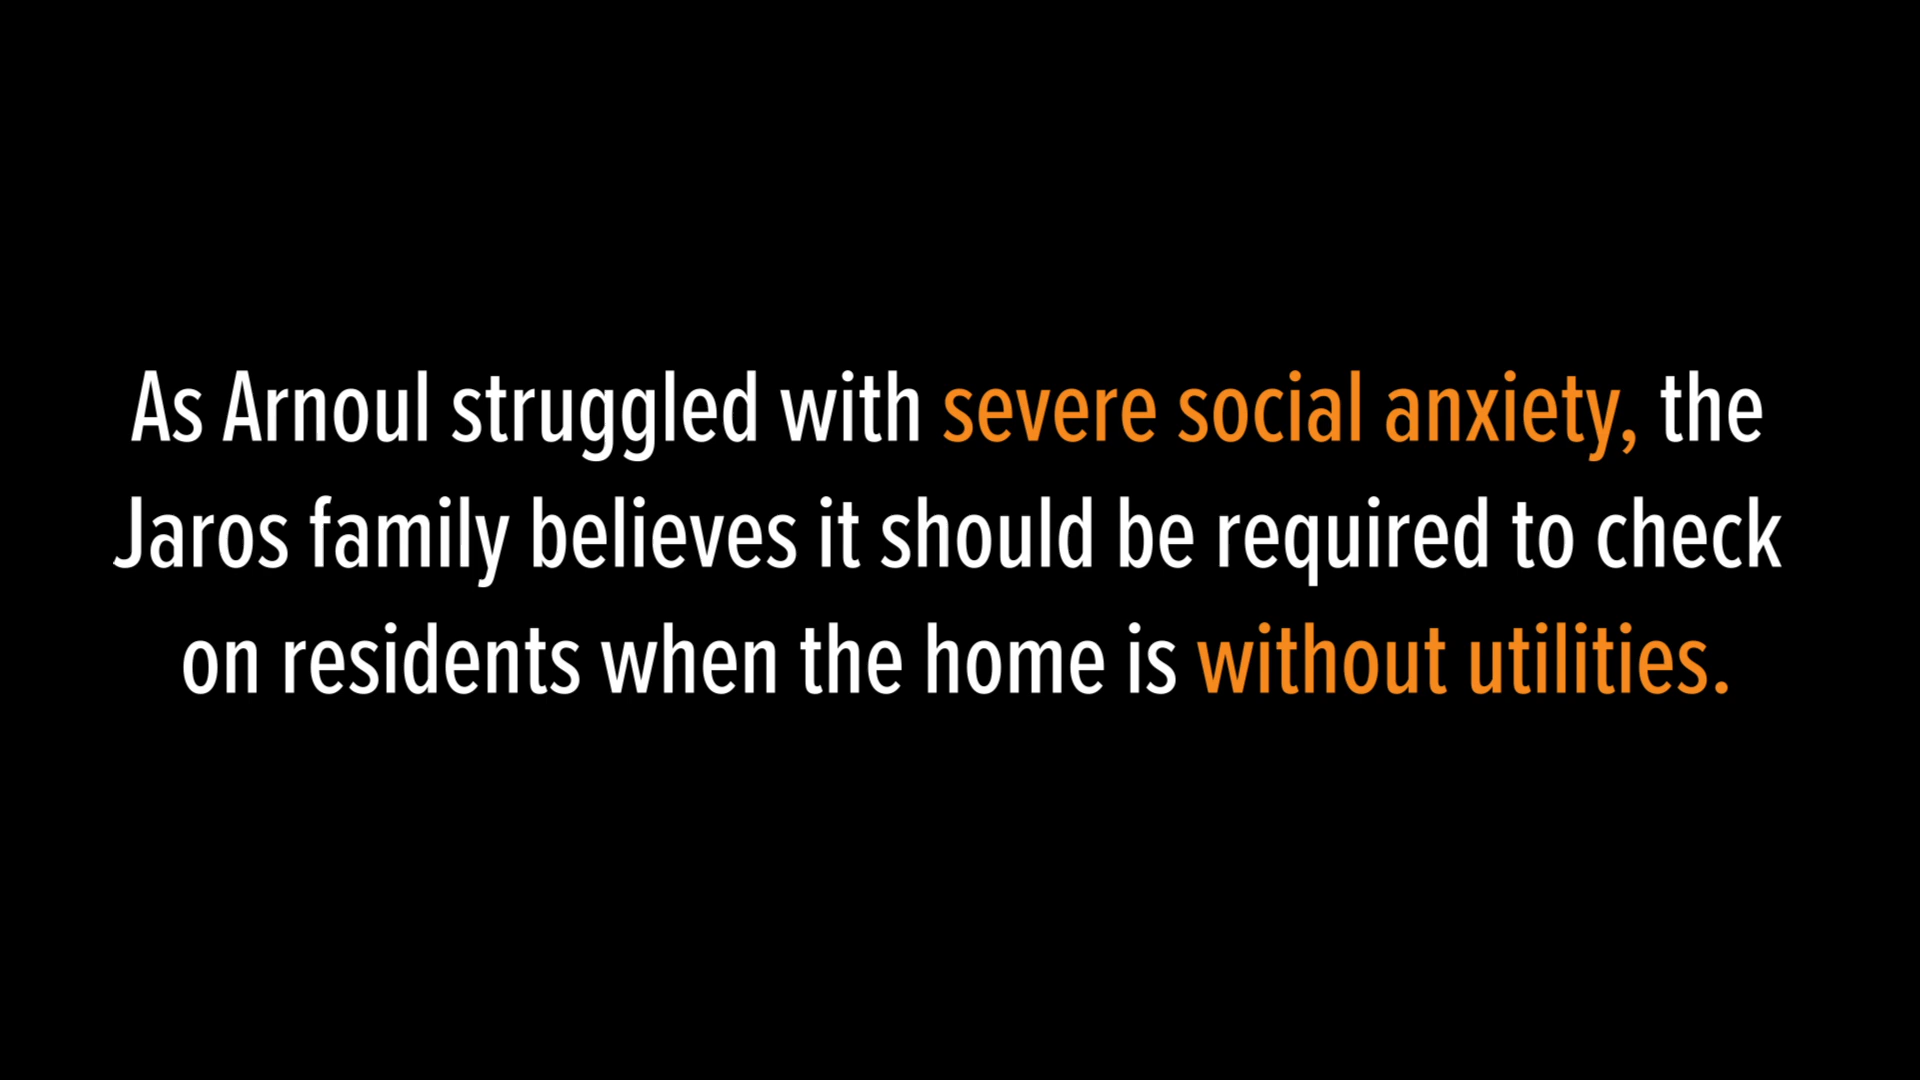 As Arnoul struggled with severe social anxiety, the
Jaros family believes it should be required to check
on residents when the home is without utilities.